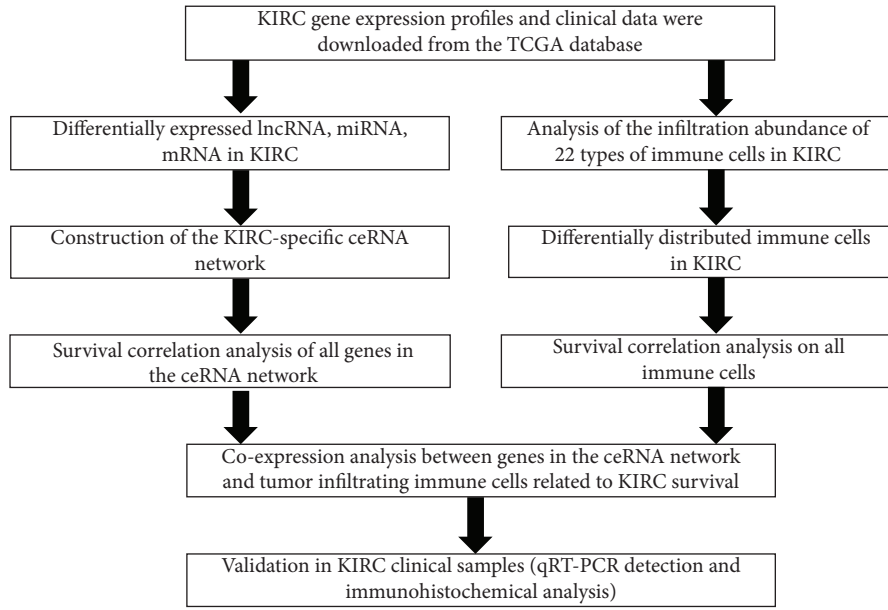 KIRC gene expression profiles and clinical data were
downloaded from the TCGA database
Differentially expressed lncRNA, miRNA,
mRNA in KIRC
Analysis of the infiltration abundance of
22 types of immune cells in KIRC
Construction of the KIRC-specific ceRNA
network
Differentially distributed immune cells
in KIRC
Survival correlation analysis of all genes in
the ceRNA network
Survival correlation analysis on all
immune cells
Co-expression analysis between genes in the ceRNA network
and tumor infiltrating immune cells related to KIRC survival
Validation in KIRC clinical samples (qRT-PCR detection and
immunohistochemical analysis)